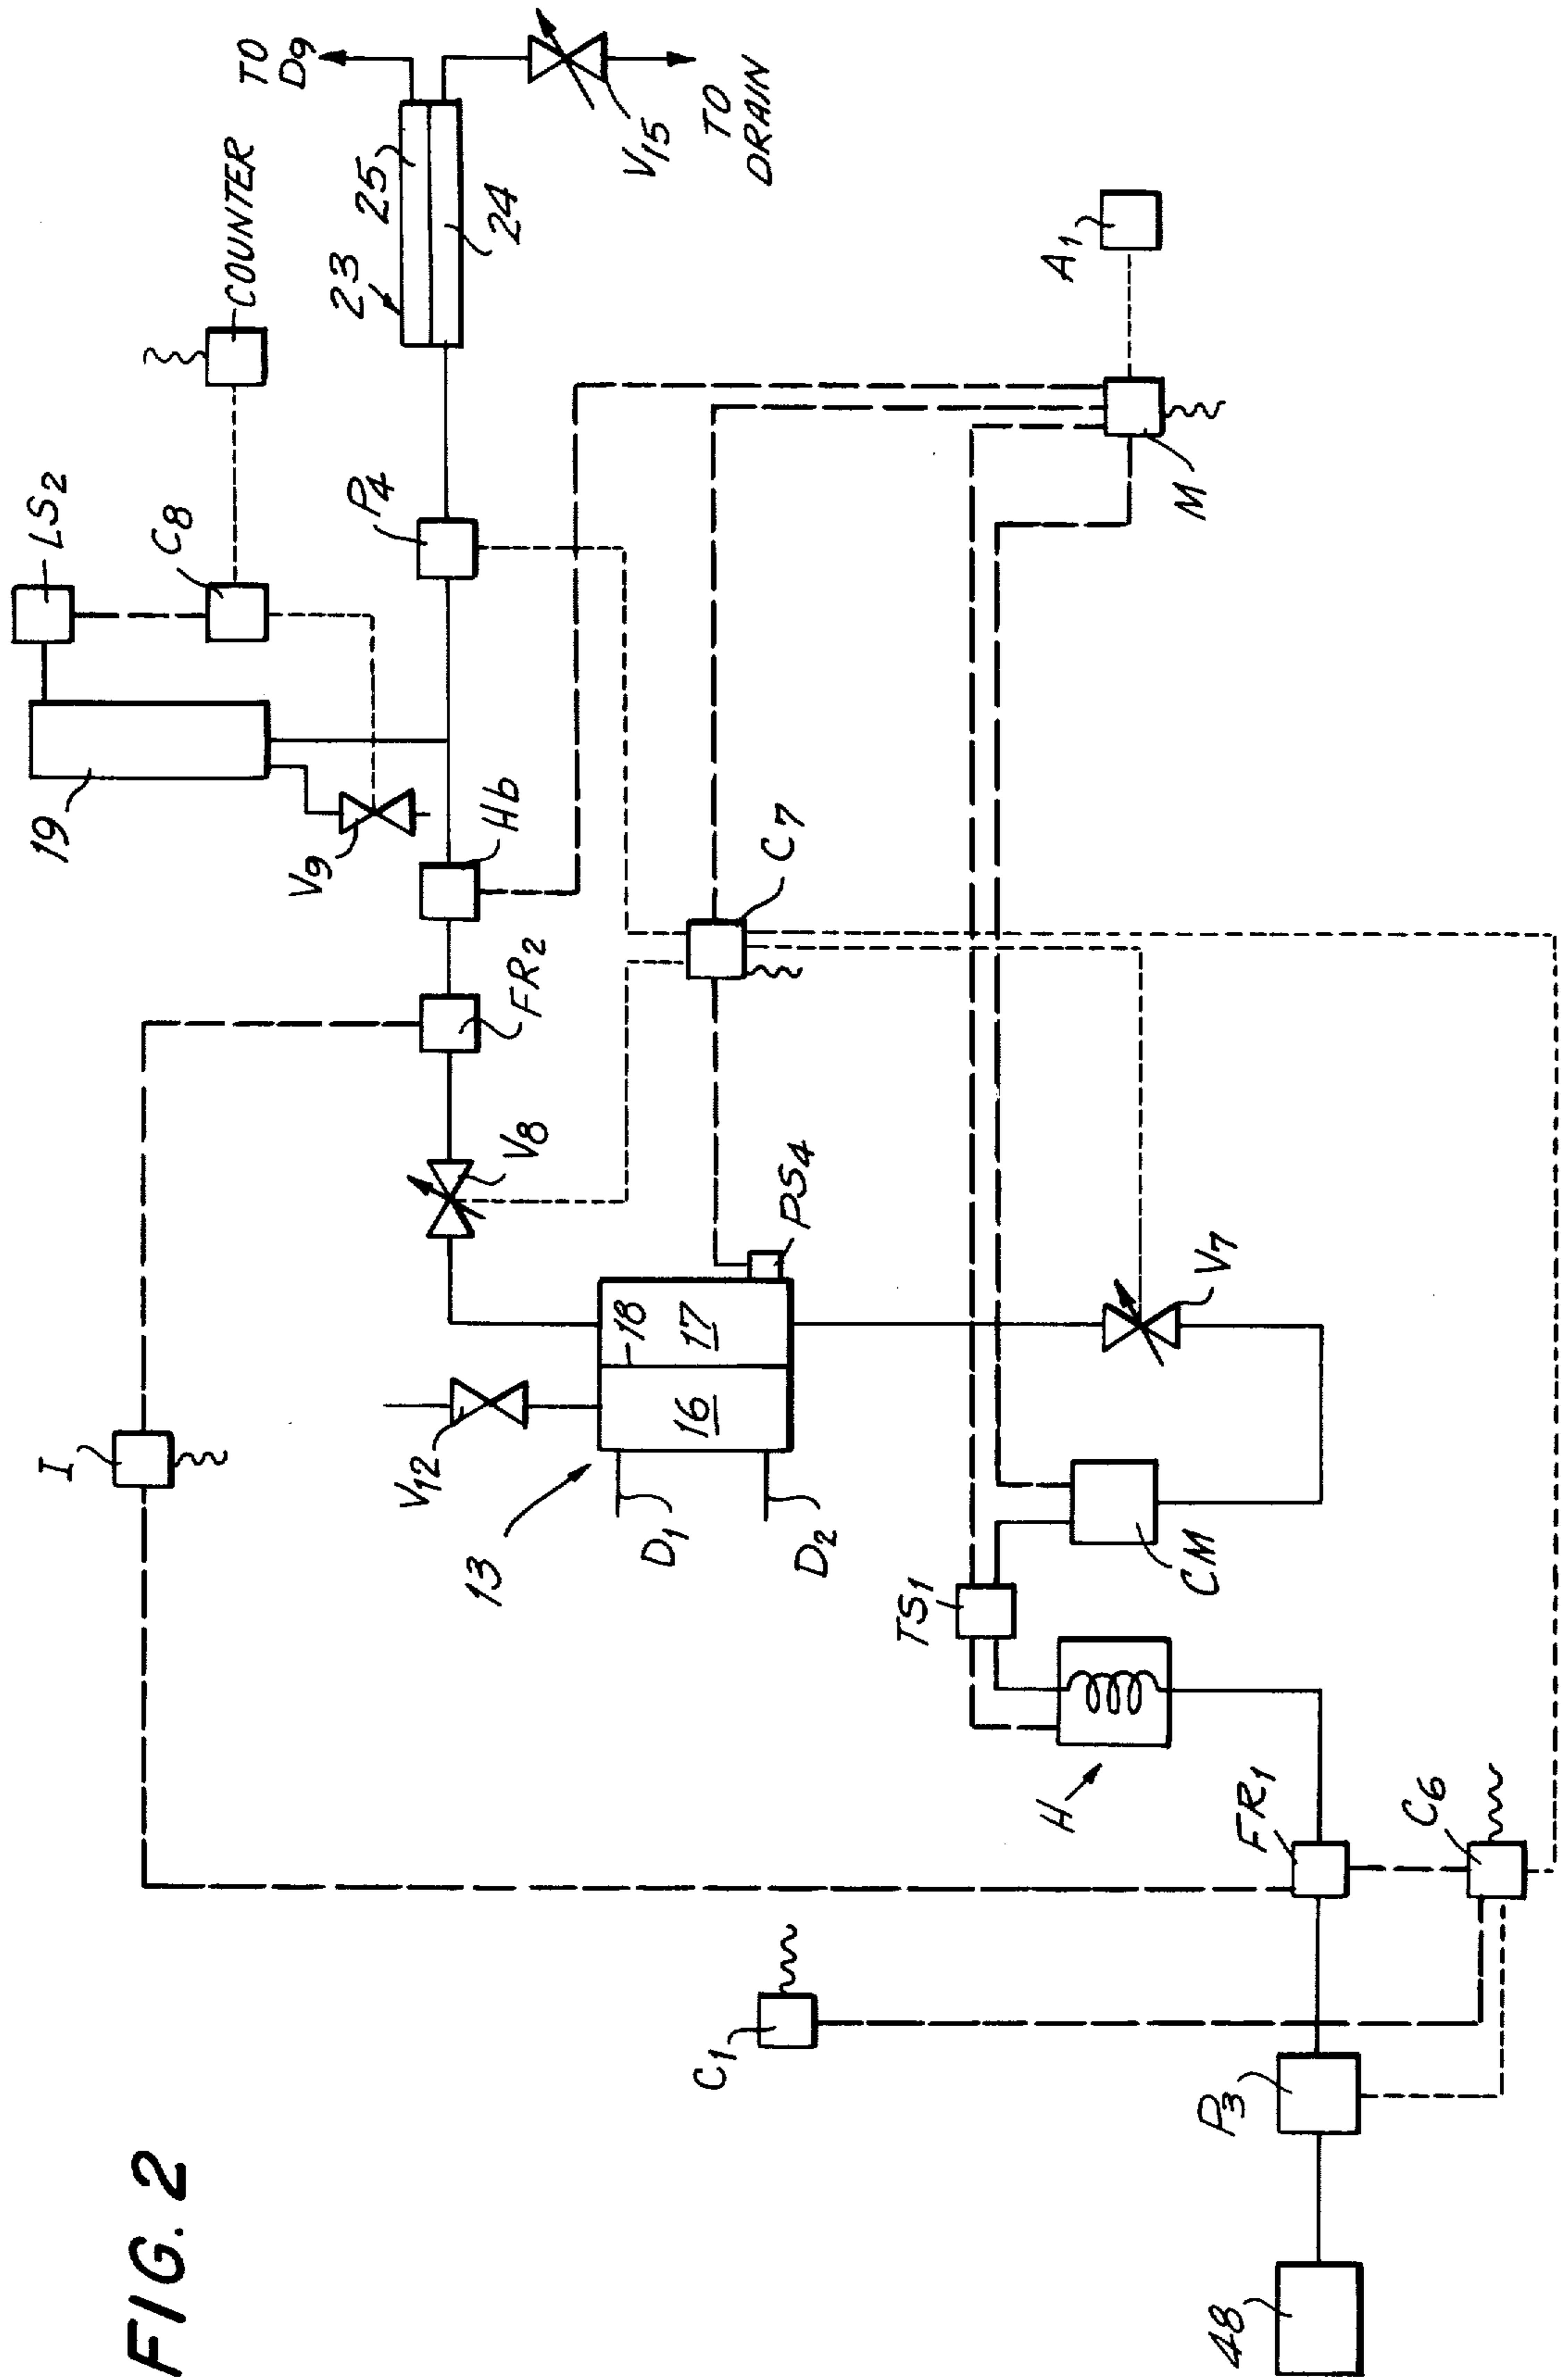 FIG. 2
48
P3
C1
C6
FR1
H
TS1
CM
V7
I
13
D1
D2
V12
16
17
18
PS4
V8
FR2
C7
Hb
V9
19
LS2
C8
COUNTER
P4
M
A1
23
25
24
TO
D9
V15
TO
DRAIN